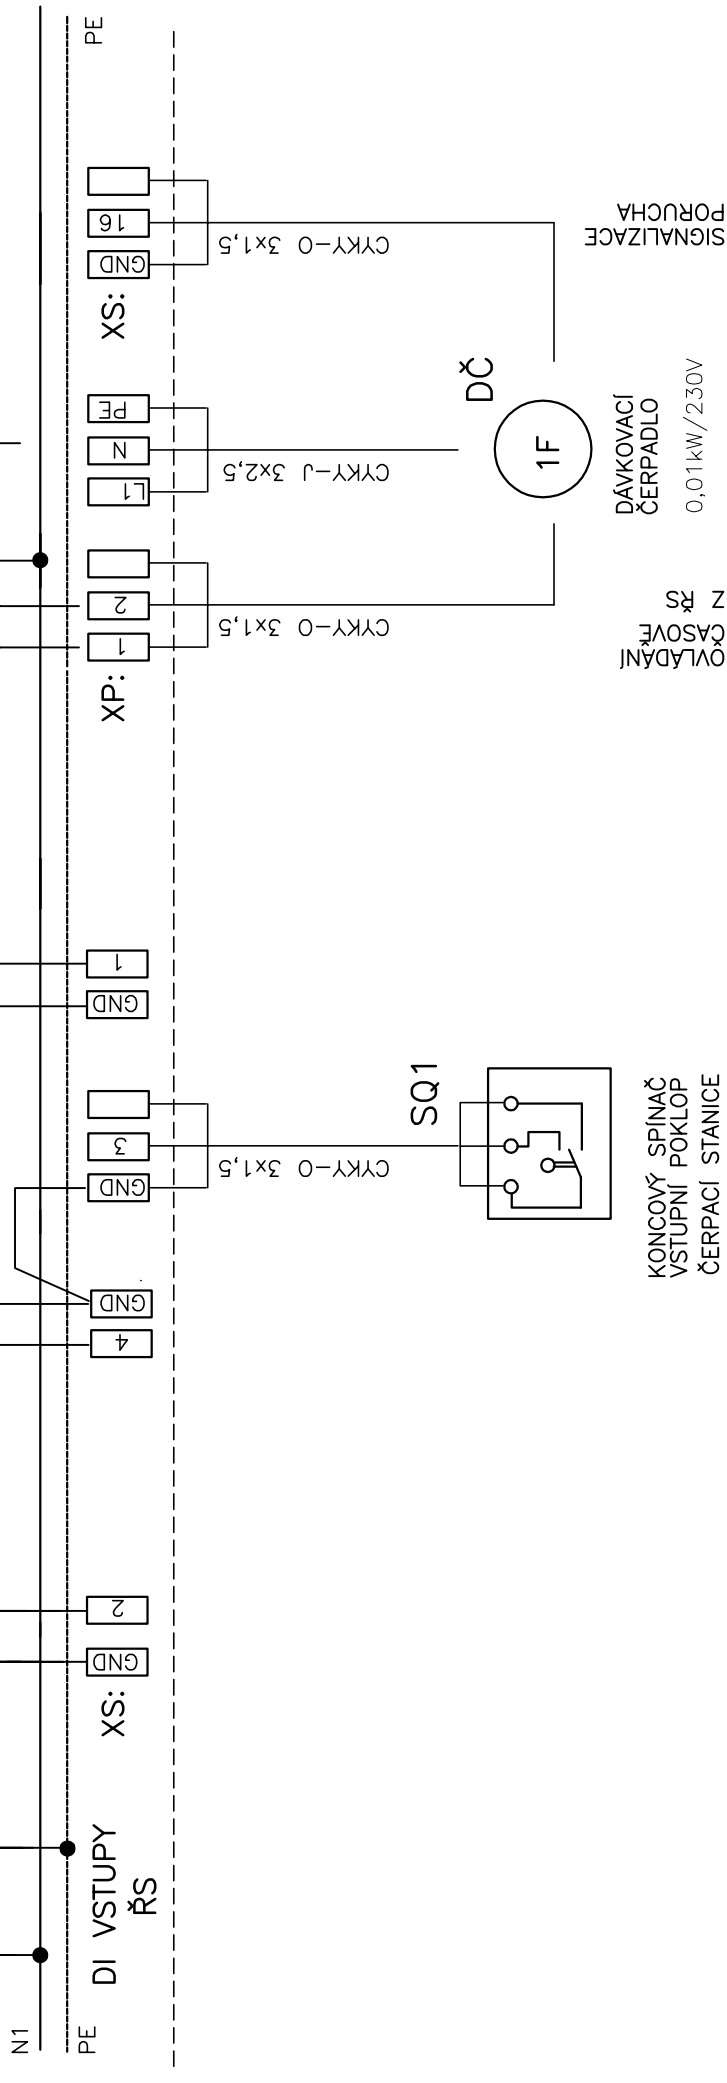 N1
PE
DI VSTUPY
ŘS
XS:
GND
2
4
GND
GND
3
CYKY-O 3x1,5
SQ1
KONCOVÝ SPÍNAČ
VSTUPNÍ POKLOP
ČERPACÍ STANICE
GND
1
XP:
1
2
CYKY-O 3x1,5
OVLÁDÁNÍ
ČASOVĚ
Z ŘS
L1
N
PE
CYKY-J 3x2,5
DČ
1F
DÁVKOVACÍ
ČERPADLO
0,01kW/230V
XS:
GND
16
CYKY-O 3x1,5
SIGNALIZACE
PORUCHA
PE